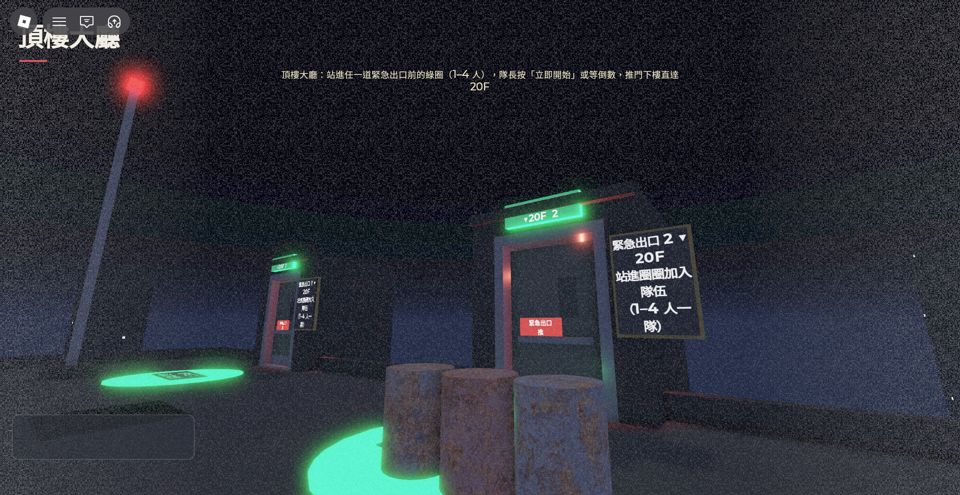 頂樓大廳
頂樓大廳：站進任一道緊急出口前的綠圈（1–4 人），隊長按「立即開始」或等倒數，推門下樓直達
20F
▼20F 2
緊急出口 2 ▼
20F
站進圈圈加入
隊伍
（1–4 人一
隊）
緊急出口
推
20F